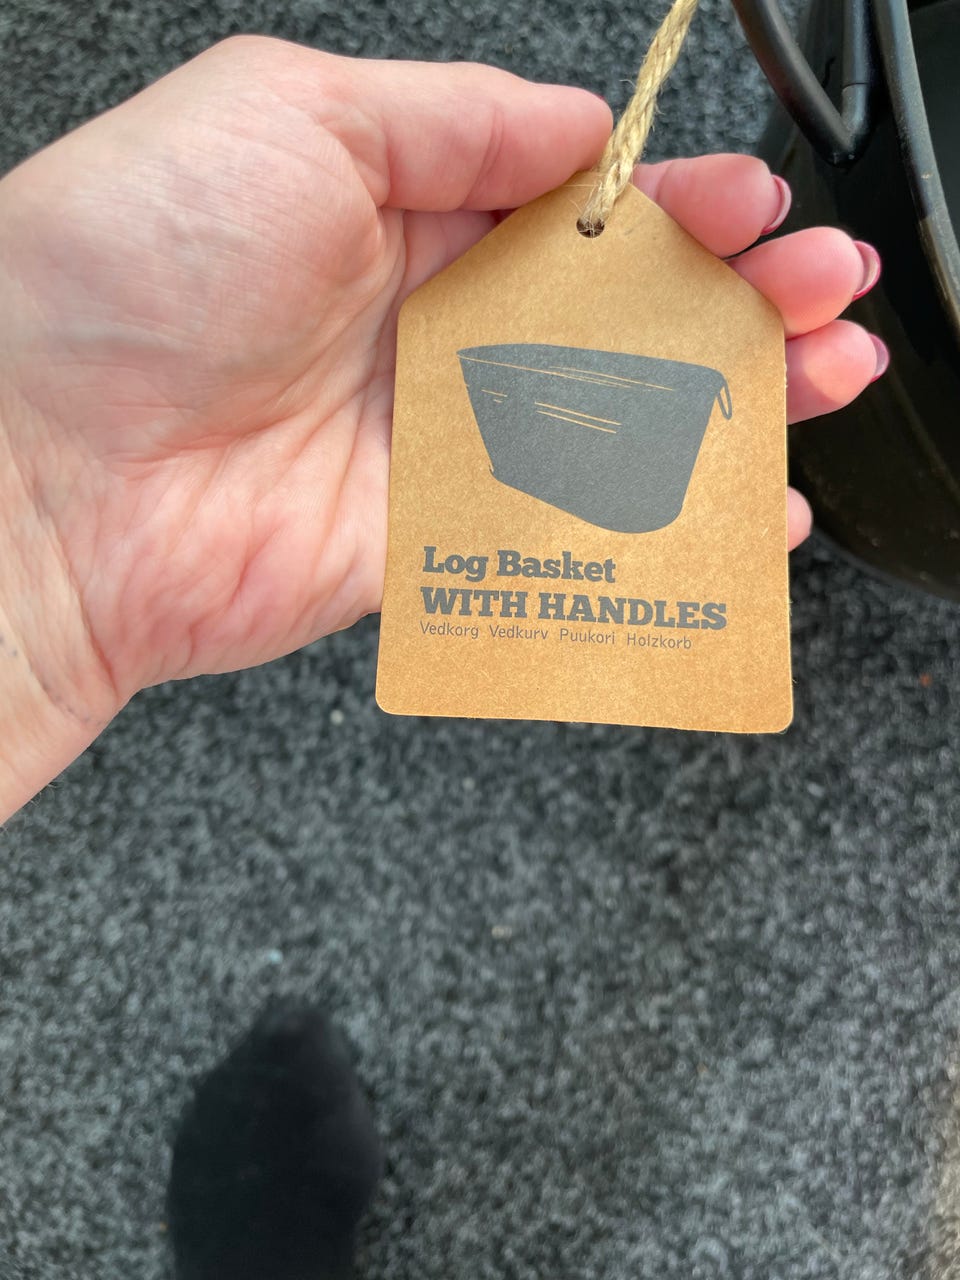 Log Basket
WITH HANDLES
Vedkorg Vedkurv Puukori Holzkorb